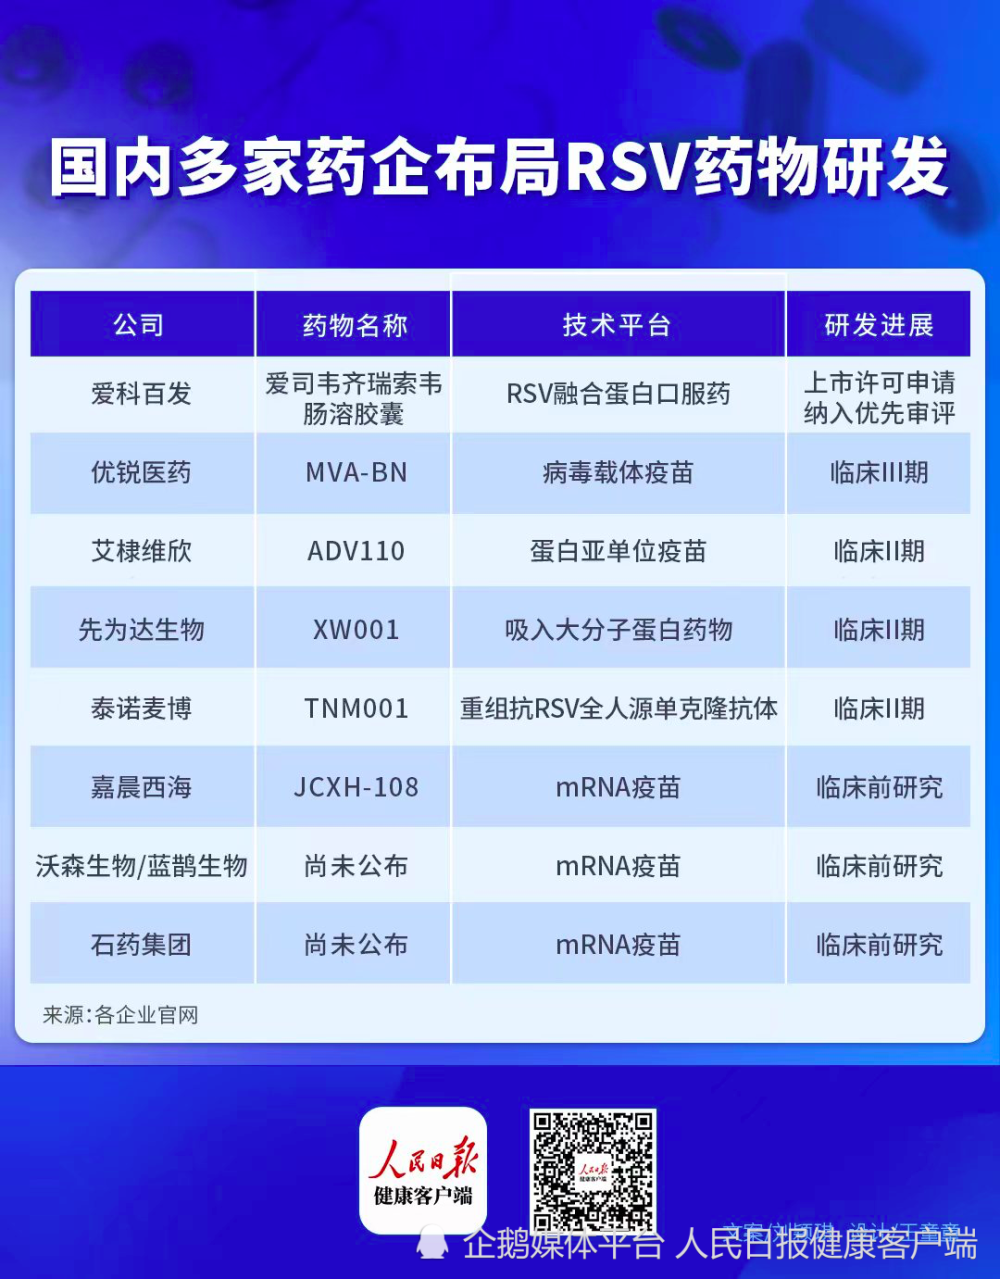 国内多家药企布局RSV药物研发
公司 药物名称 技术平台 研发进展
爱科百发 爱司韦齐瑞索韦肠溶胶囊 RSV融合蛋白口服药 上市许可申请纳入优先审评
优锐医药 MVA-BN 病毒载体疫苗 临床III期
艾棣维欣 ADV110 蛋白亚单位疫苗 临床II期
先为达生物 XW001 吸入大分子蛋白药物 临床II期
泰诺麦博 TNM001 重组抗RSV全人源单克隆抗体 临床II期
嘉晨西海 JCXH-108 mRNA疫苗 临床前研究
沃森生物/蓝鹊生物 尚未公布 mRNA疫苗 临床前研究
石药集团 尚未公布 mRNA疫苗 临床前研究
来源：各企业官网
人民日报
健康客户端
人民日报
健康客户端
企鹅媒体平台 人民日报健康客户端